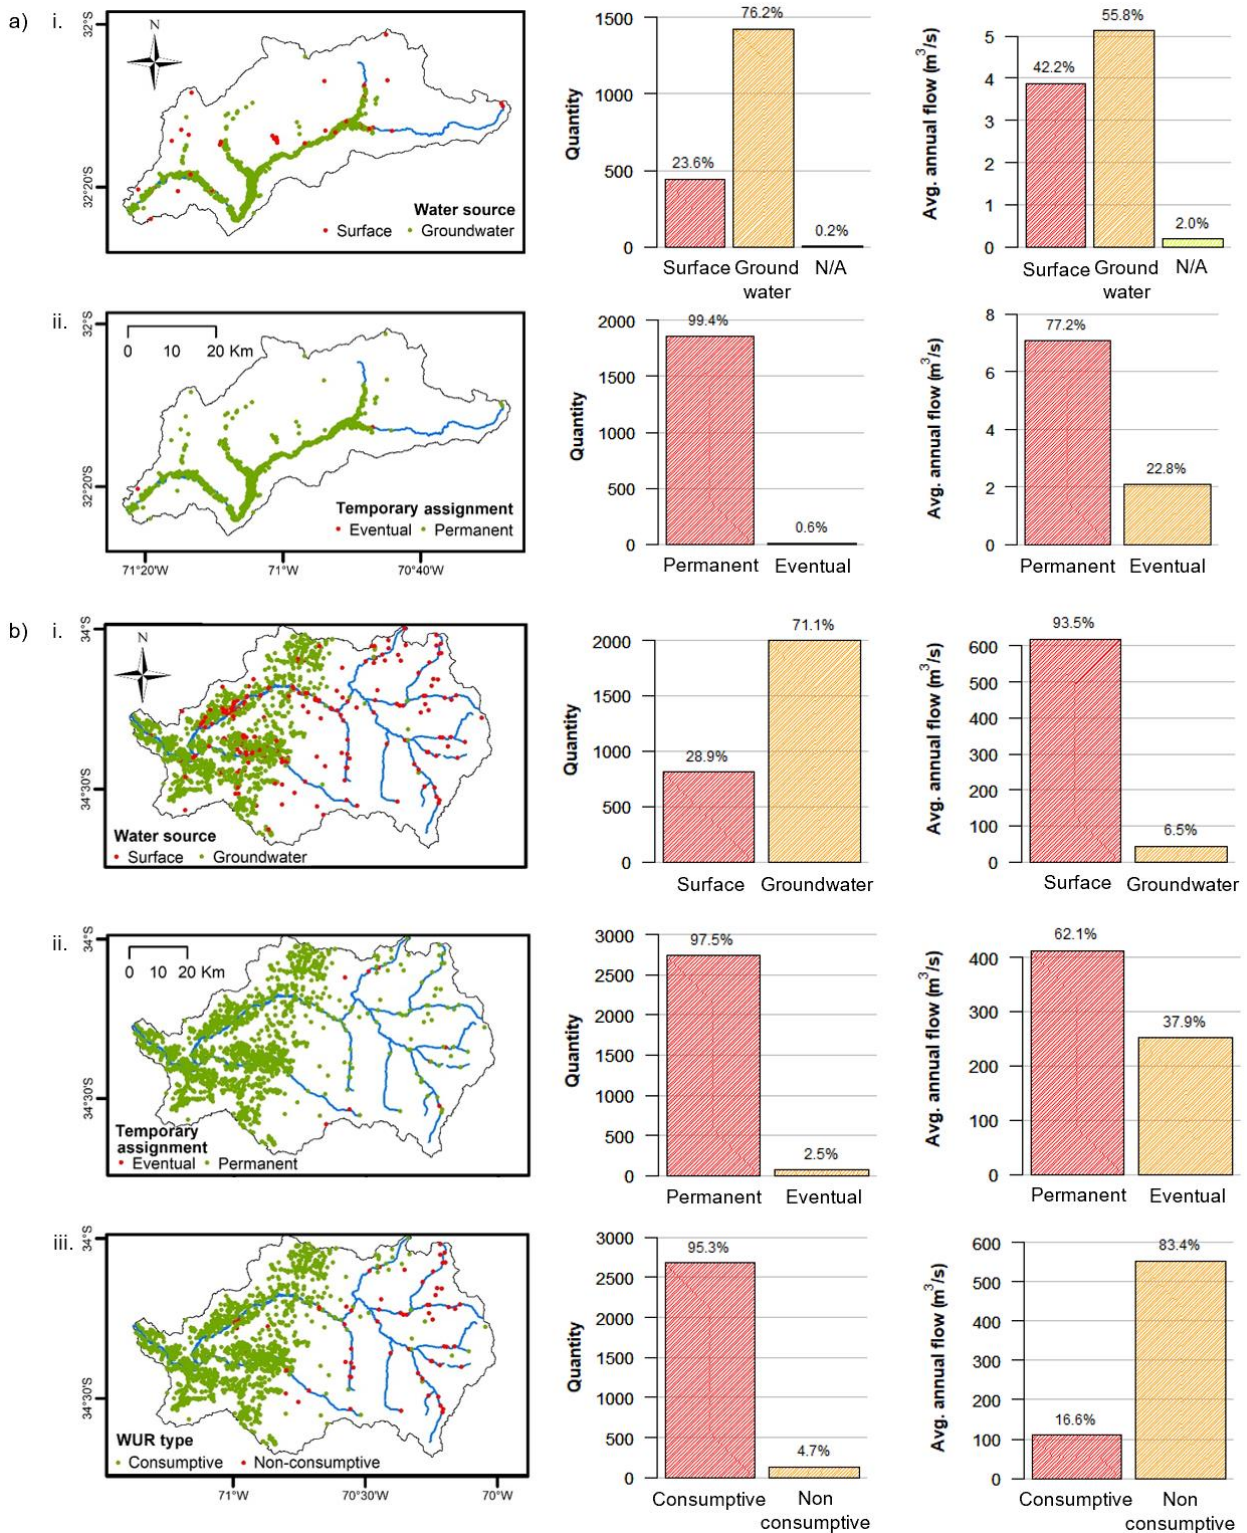 a)
i.
32°S
32°20'S
N
Water source
Surface
Groundwater
Quantity
1500
1000
500
0
23.6%
76.2%
0.2%
Surface
Ground
water
N/A
Avg. annual flow (m³/s)
5
4
3
2
1
0
42.2%
55.8%
2.0%
Surface
Ground
water
N/A
ii.
32°S
32°20'S
0 10 20 Km
Temporary assignment
Eventual
Permanent
71°20'W
71°W
70°40'W
Quantity
2000
1500
1000
500
0
99.4%
0.6%
Permanent
Eventual
Avg. annual flow (m³/s)
8
6
4
2
0
77.2%
22.8%
Permanent
Eventual
b)
i.
34°S
34°30'S
N
Water source
Surface
Groundwater
Quantity
2000
1500
1000
500
0
28.9%
71.1%
Surface
Groundwater
Avg. annual flow (m³/s)
600
500
400
300
200
100
0
93.5%
6.5%
Surface
Groundwater
ii.
34°S
34°30'S
0 10 20 Km
Temporary
assignment
Eventual
Permanent
Quantity
3000
2500
2000
1500
1000
500
0
97.5%
2.5%
Permanent
Eventual
Avg. annual flow (m³/s)
400
300
200
100
0
62.1%
37.9%
Permanent
Eventual
iii.
34°S
34°30'S
WUR type
Consumptive
Non-consumptive
71°W
70°30'W
70°W
Quantity
3000
2500
2000
1500
1000
500
0
95.3%
4.7%
Consumptive
Non
consumptive
Avg. annual flow (m³/s)
600
500
400
300
200
100
0
16.6%
83.4%
Consumptive
Non
consumptive